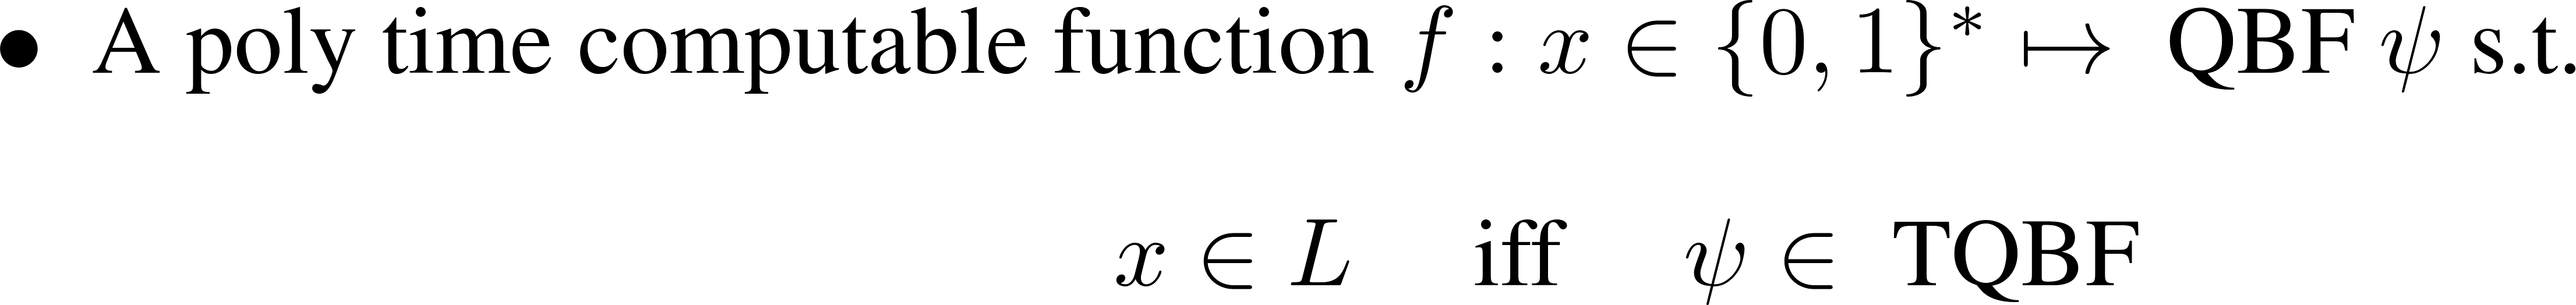 • A poly time computable function f : x ∈ {0, 1}* ↦ QBF ψ s.t.
x ∈ L iff ψ ∈ TQBF